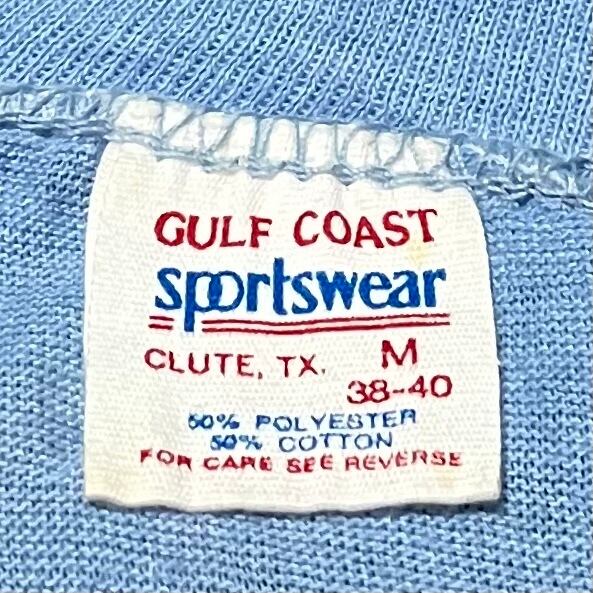 GULF COAST
sportswear
CLUTE, TX. M
38-40
50% POLYESTER
50% COTTON
FOR CARE SEE REVERSE